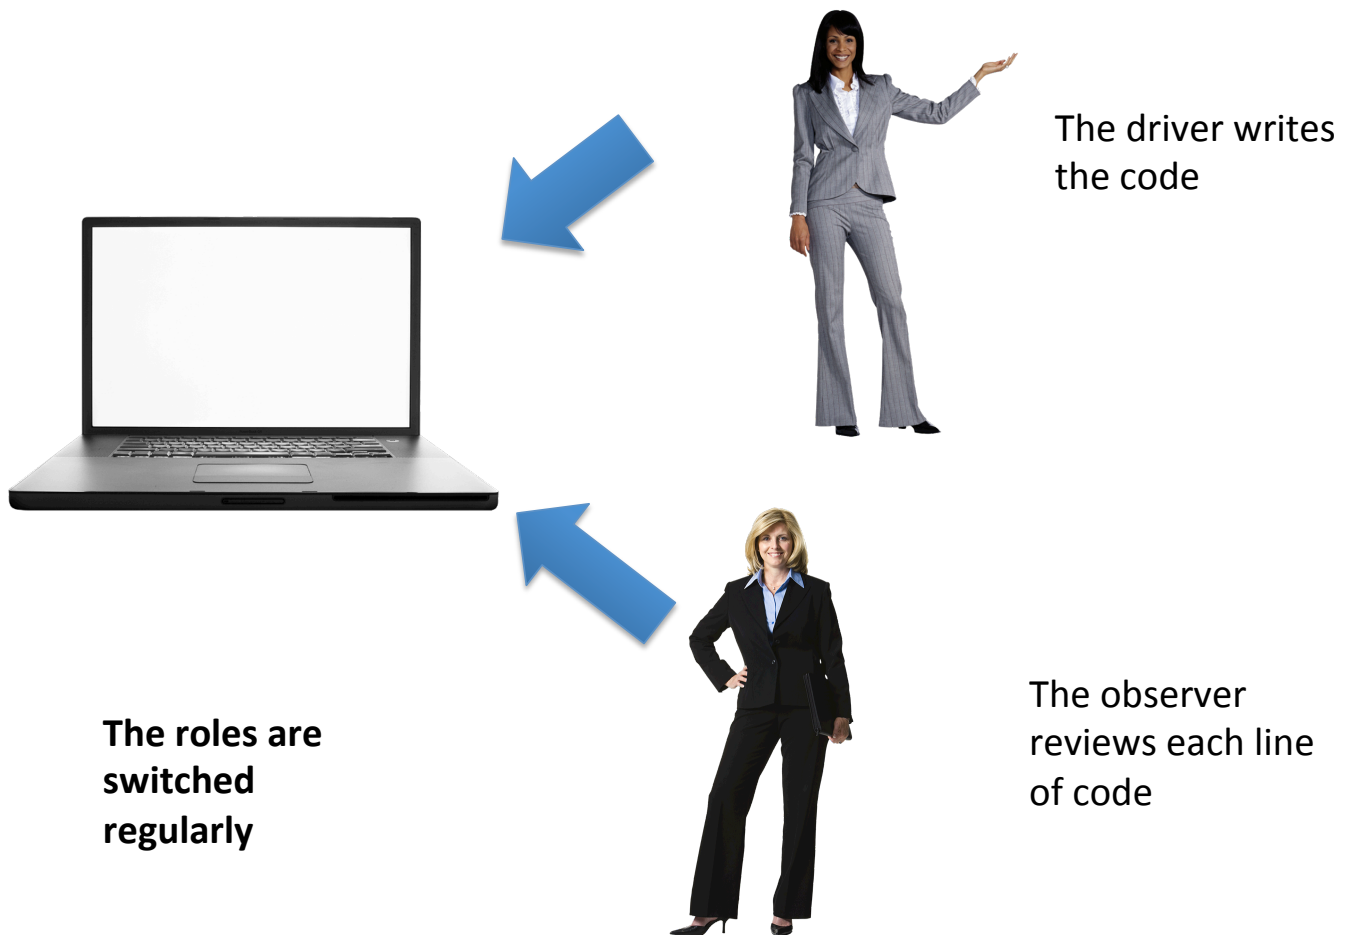 The driver writes
the code
The roles are
switched
regularly
The observer
reviews each line
of code